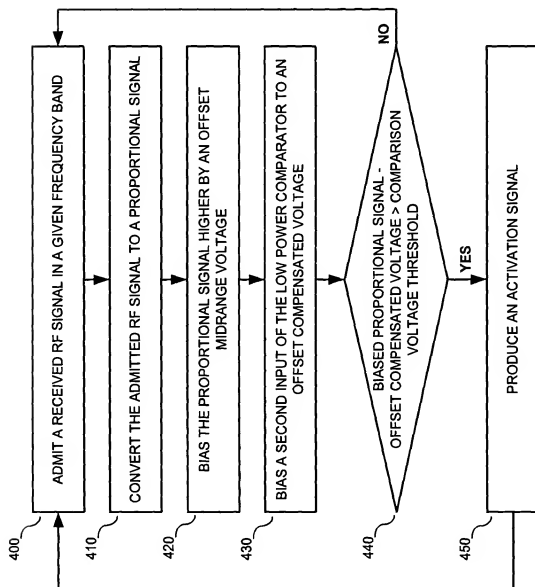 400
ADMIT A RECEIVED RF SIGNAL IN A GIVEN FREQUENCY BAND
410
CONVERT THE ADMITTED RF SIGNAL TO A PROPORTIONAL SIGNAL
420
BIAS THE PROPORTIONAL SIGNAL HIGHER BY AN OFFSET
MIDRANGE VOLTAGE
430
BIAS A SECOND INPUT OF THE LOW POWER COMPARATOR TO AN
OFFSET COMPENSATED VOLTAGE
440
BIASED PROPORTIONAL SIGNAL -
OFFSET COMPENSATED VOLTAGE > COMPARISON
VOLTAGE THRESHOLD
NO
YES
450
PRODUCE AN ACTIVATION SIGNAL